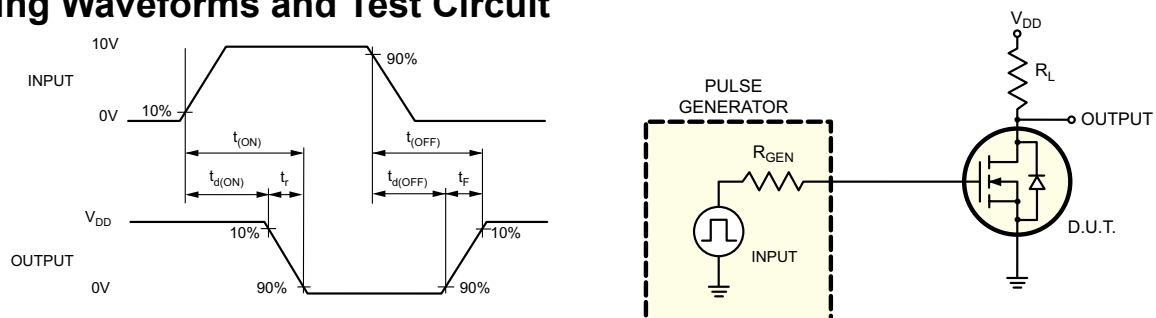 ing Waveforms and Test Circuit
10V
INPUT
0V
10%
90%
t(ON)
t(OFF)
td(ON)
tr
td(OFF)
tF
VDD
OUTPUT
0V
10%
90%
90%
10%
PULSE
GENERATOR
RGEN
INPUT
VDD
RL
OUTPUT
D.U.T.